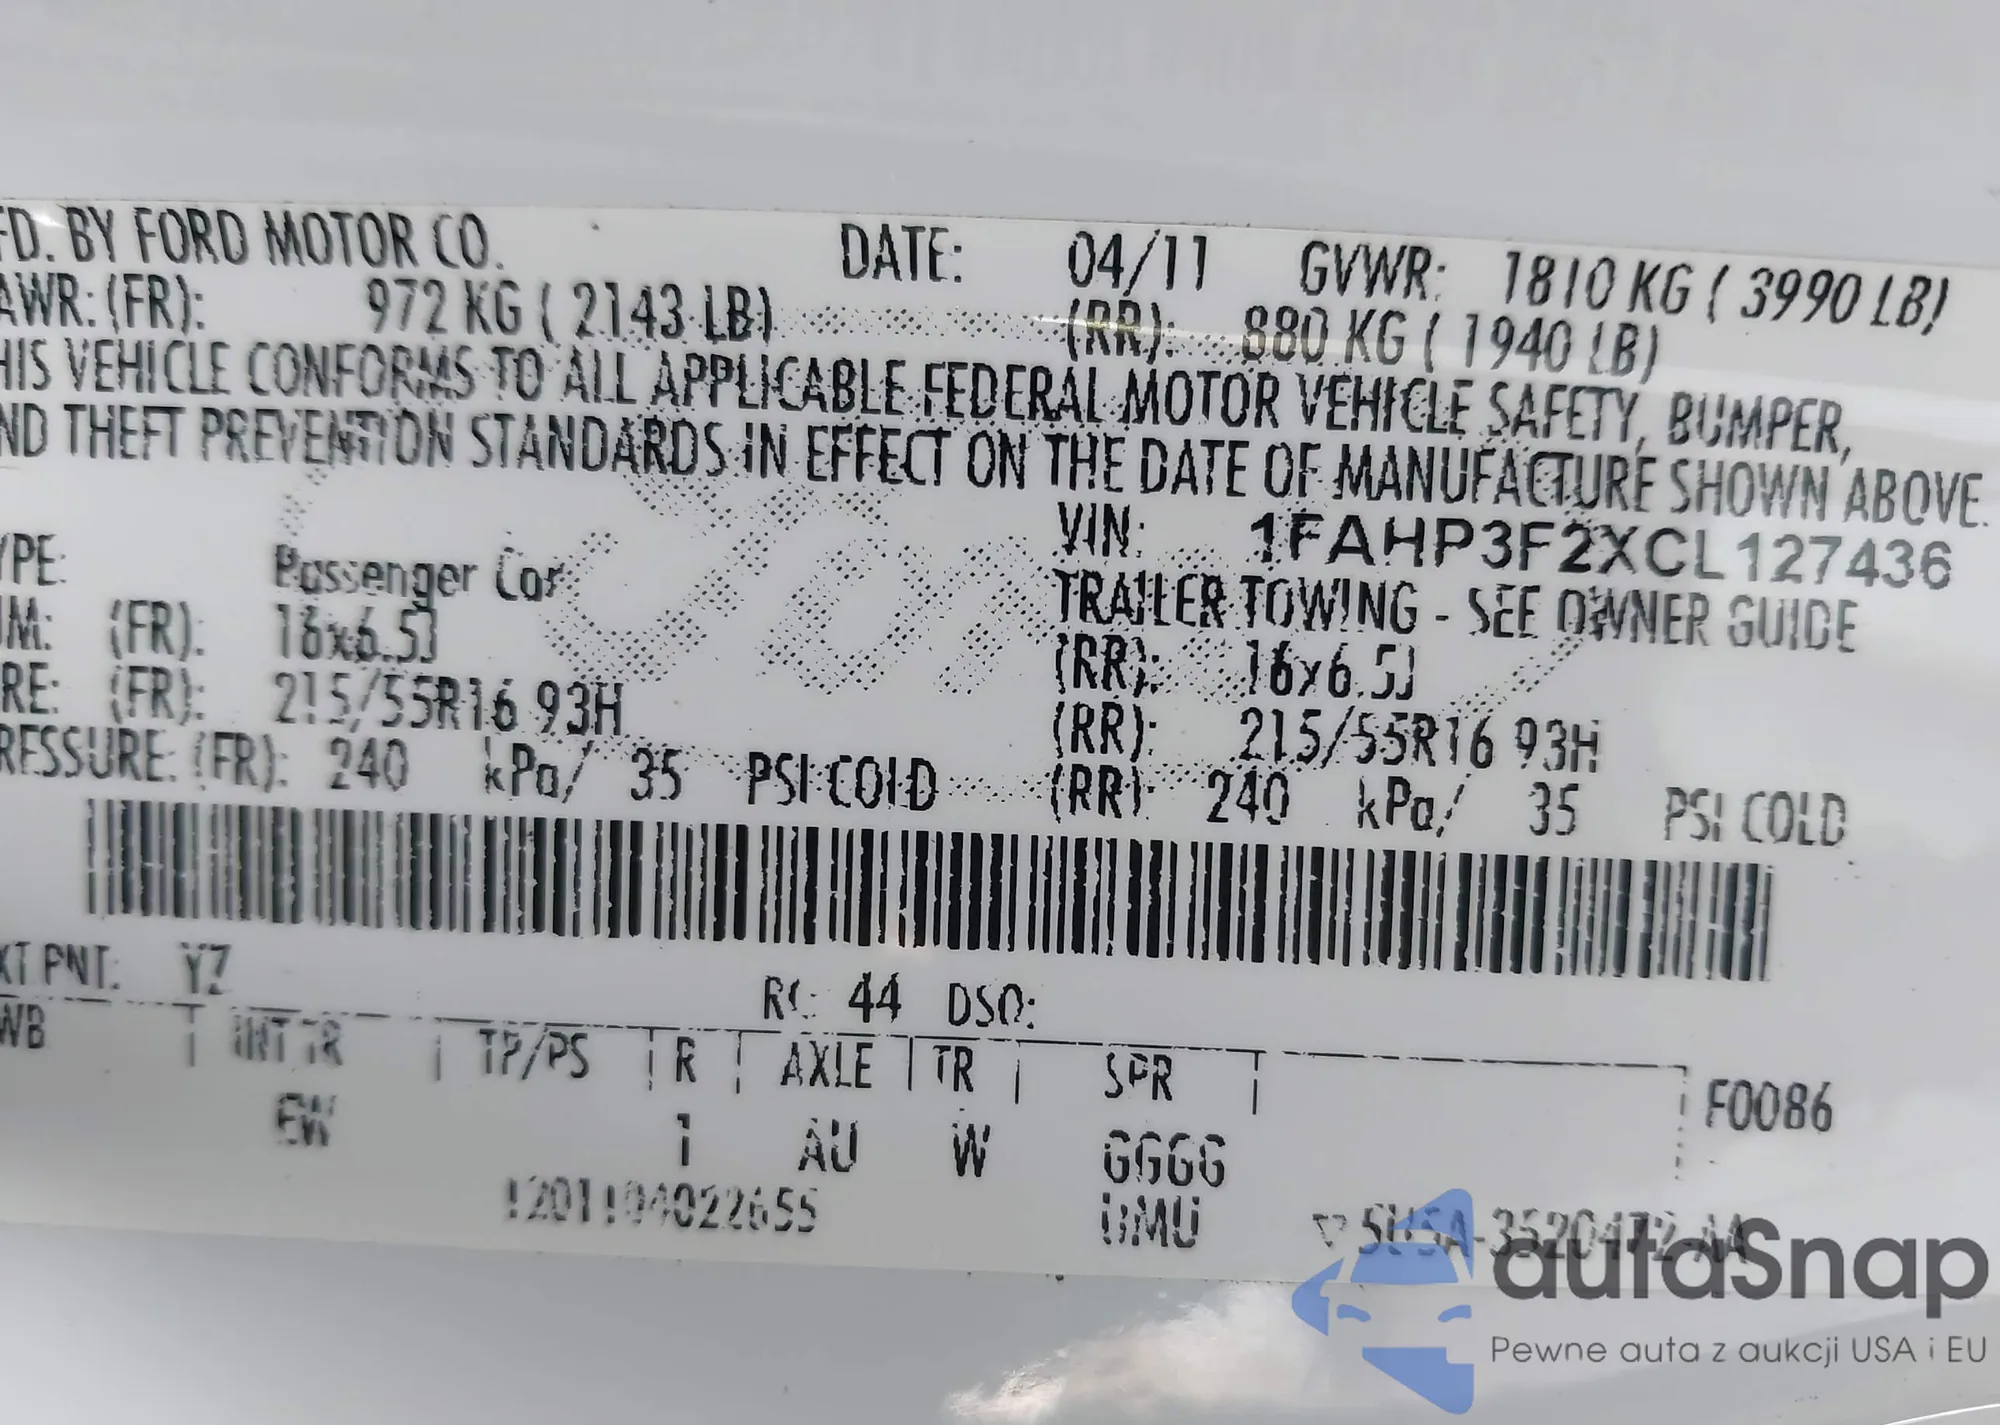 FD. BY FORD MOTOR CO. DATE: 04/11 GVWR: 1810 KG ( 3990 LB)
AWR: (FR): 972 KG ( 2143 LB) (RR): 880 KG ( 1940 LB)
HIS VEHICLE CONFORMS TO ALL APPLICABLE FEDERAL MOTOR VEHICLE SAFETY, BUMPER,
ND THEFT PREVENTION STANDARDS IN EFFECT ON THE DATE OF MANUFACTURE SHOWN ABOVE.
VIN: 1FAHP3F2XCL127436
YPE: Passenger Car TRAILER TOWING - SEE OWNER GUIDE
IM: (FR): 16x6.5J (RR): 16x6.5J
RE: (FR): 215/55R16 93H (RR): 215/55R16 93H
RESSURE: (FR): 240 kPa/ 35 PSI COLD (RR): 240 kPa/ 35 PSI COLD
XT PNT: YZ RC: 44 DSO:
WB INT TR TP/PS R AXLE TR SPR F0086
EW 1 AU W GGGG
1201104022655
autaSnap
Pewne auta z aukcji USA i EU